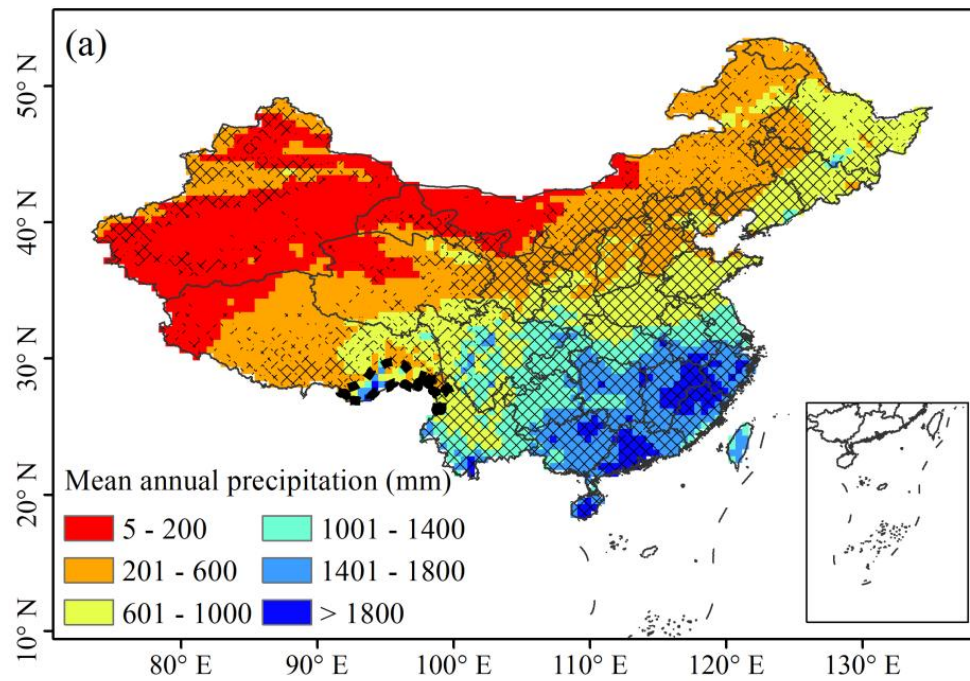 (a)
50° N
40° N
30° N
20° N
10° N
Mean annual precipitation (mm)
5 - 200
1001 - 1400
201 - 600
1401 - 1800
601 - 1000
> 1800
80° E 90° E 100° E 110° E 120° E 130° E